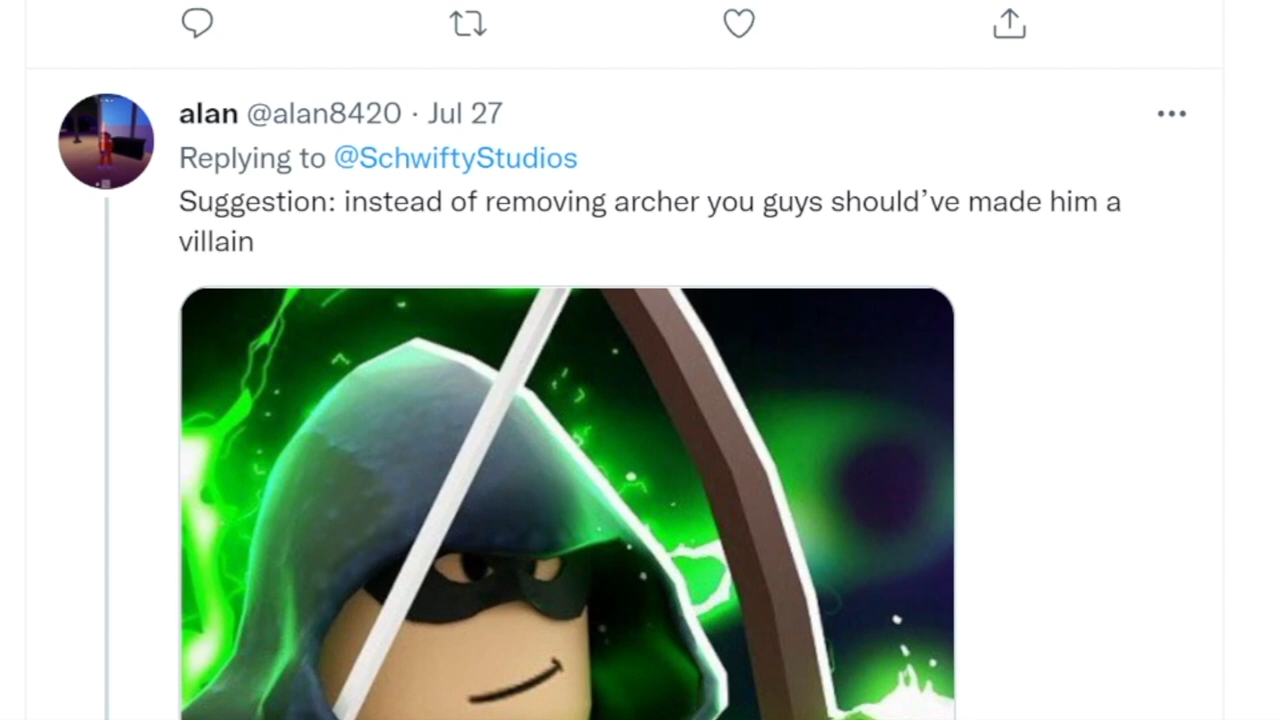 alan @alan8420 · Jul 27
Replying to @SchwiftyStudios
Suggestion: instead of removing archer you guys should’ve made him a
villain